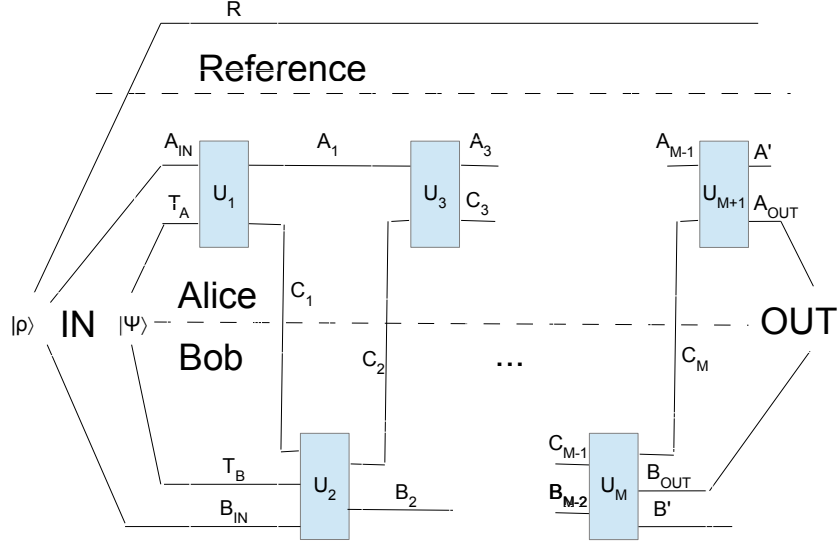 R
Reference
A_IN A_1 A_3 A_M-1 A'
U_1 U_3 U_M+1
T_A C_3 A_OUT
Alice C_1
|ρ⟩ IN |Ψ⟩ OUT
Bob C_2 ... C_M
C_M-1
T_B U_2 B_2 B_M-2 U_M B_OUT
B_IN B'